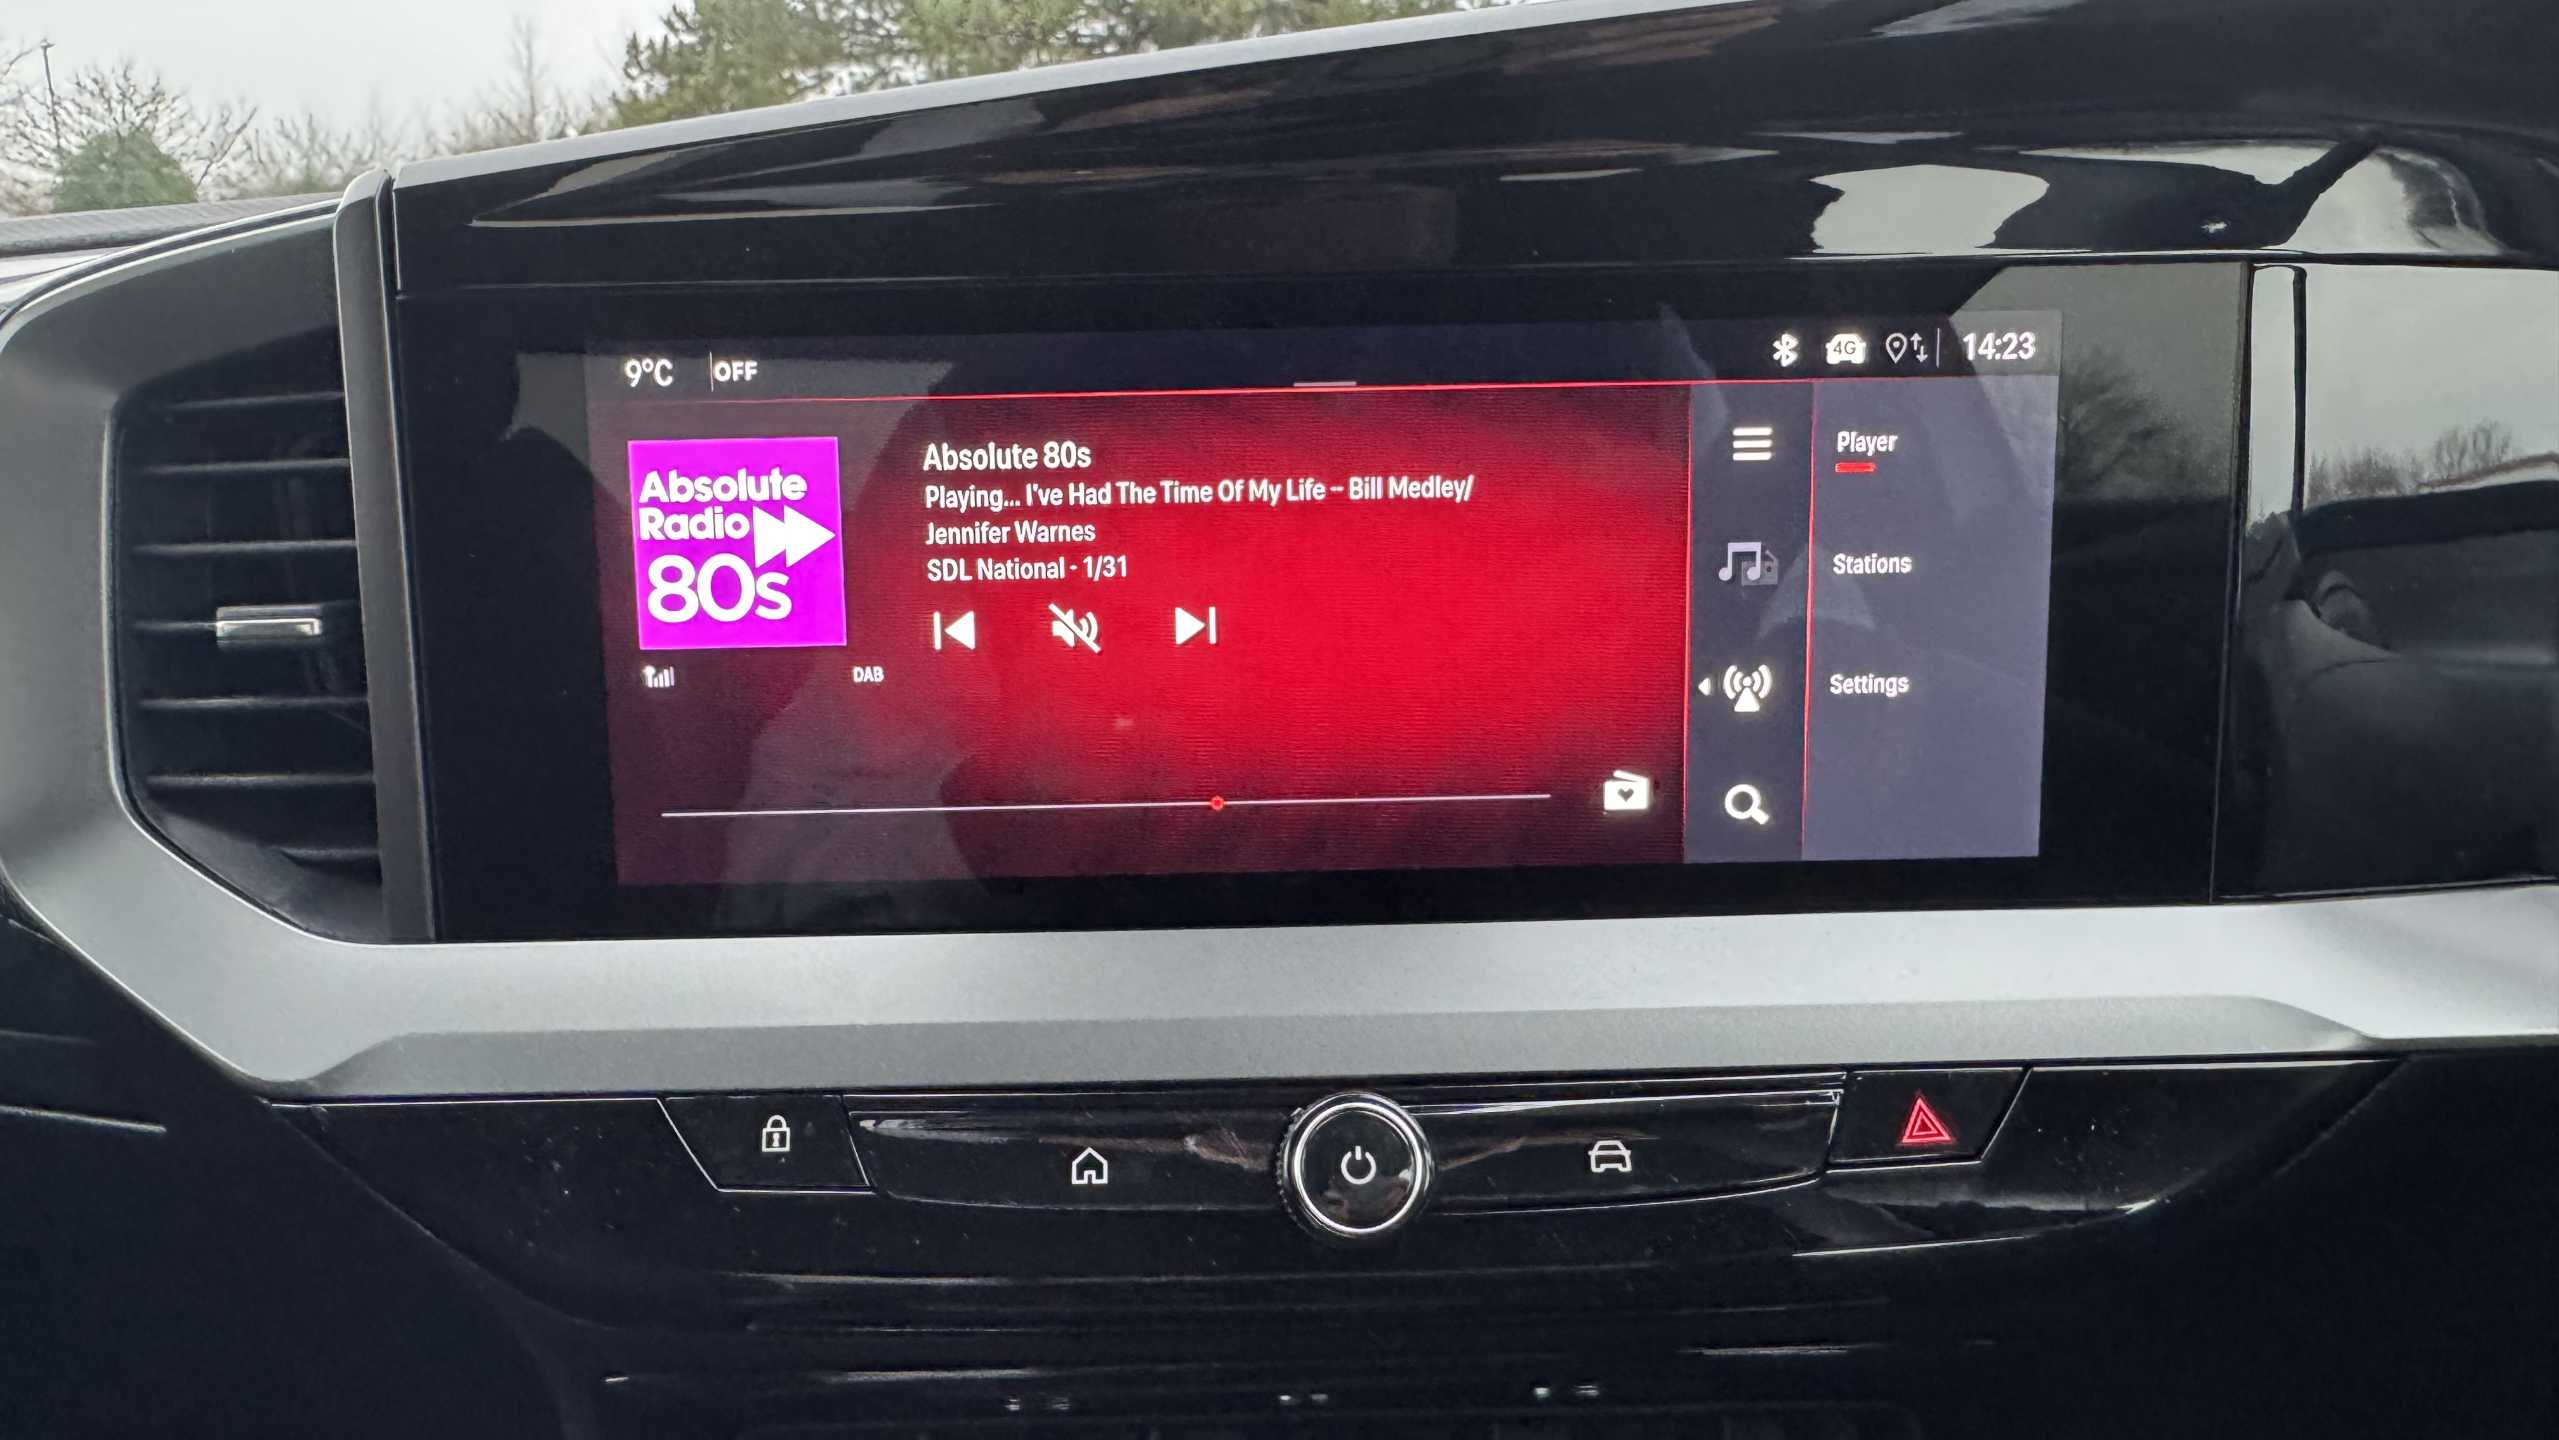 9°C OFF
4G 14:23
Absolute
Radio
80s
Absolute 80s
Playing... I've Had The Time Of My Life -- Bill Medley/
Jennifer Warnes
SDL National - 1/31
DAB
Player
Stations
Settings